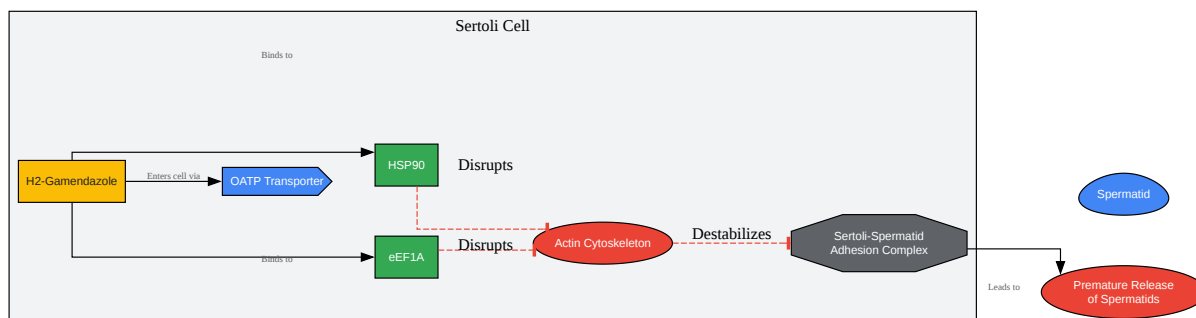 Sertoli Cell
Binds to
HSP90
Disrupts
H2-Gamendazole
Enters cell via
OATP Transporter
Spermatid
eEF1A
Disrupts
Binds to
Actin Cytoskeleton
Destabilizes
Sertoli-Spermatid
Adhesion Complex
Leads to
Premature Release
of Spermatids